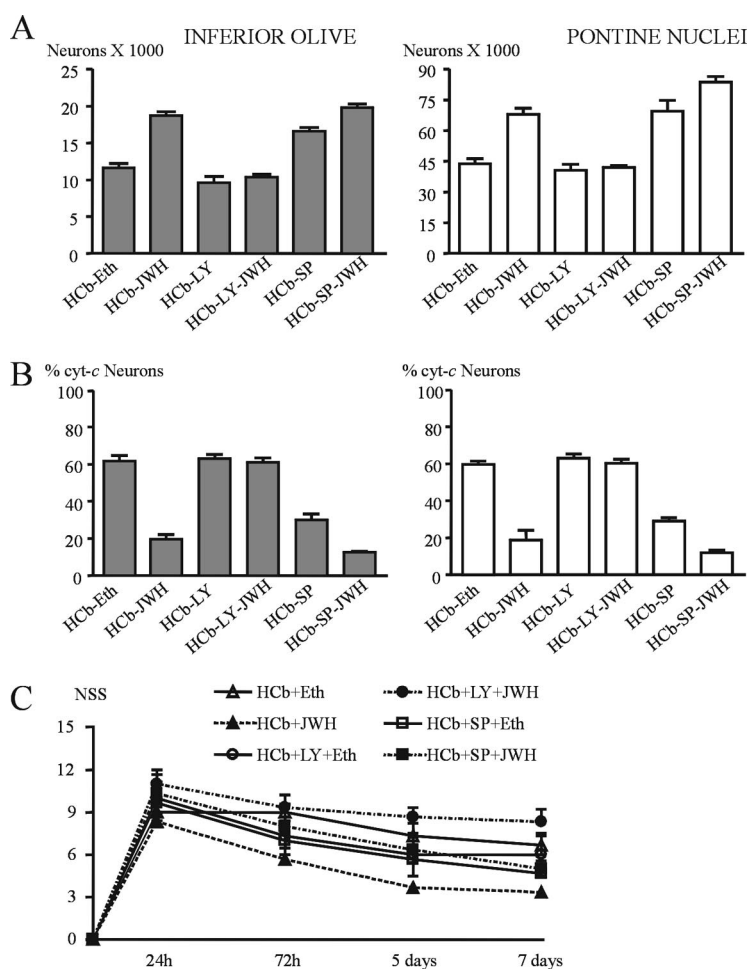 A
INFERIOR OLIVE
PONTINE NUCLEI
Neurons X 1000
25
20
15
10
5
0
HCb-Eth
HCb-JWH
HCb-LY
HCb-LY-JWH
HCb-SP
HCb-SP-JWH
Neurons X 1000
90
75
60
45
30
15
0
HCb-Eth
HCb-JWH
HCb-LY
HCb-LY-JWH
HCb-SP
HCb-SP-JWH
B
% cyt-c Neurons
100
80
60
40
20
0
HCb-Eth
HCb-JWH
HCb-LY
HCb-LY-JWH
HCb-SP
HCb-SP-JWH
% cyt-c Neurons
100
80
60
40
20
0
HCb-Eth
HCb-JWH
HCb-LY
HCb-LY-JWH
HCb-SP
HCb-SP-JWH
C
NSS
HCb+Eth
HCb+LY+JWH
HCb+JWH
HCb+SP+Eth
HCb+LY+Eth
HCb+SP+JWH
15
12
9
6
3
0
24h
72h
5 days
7 days